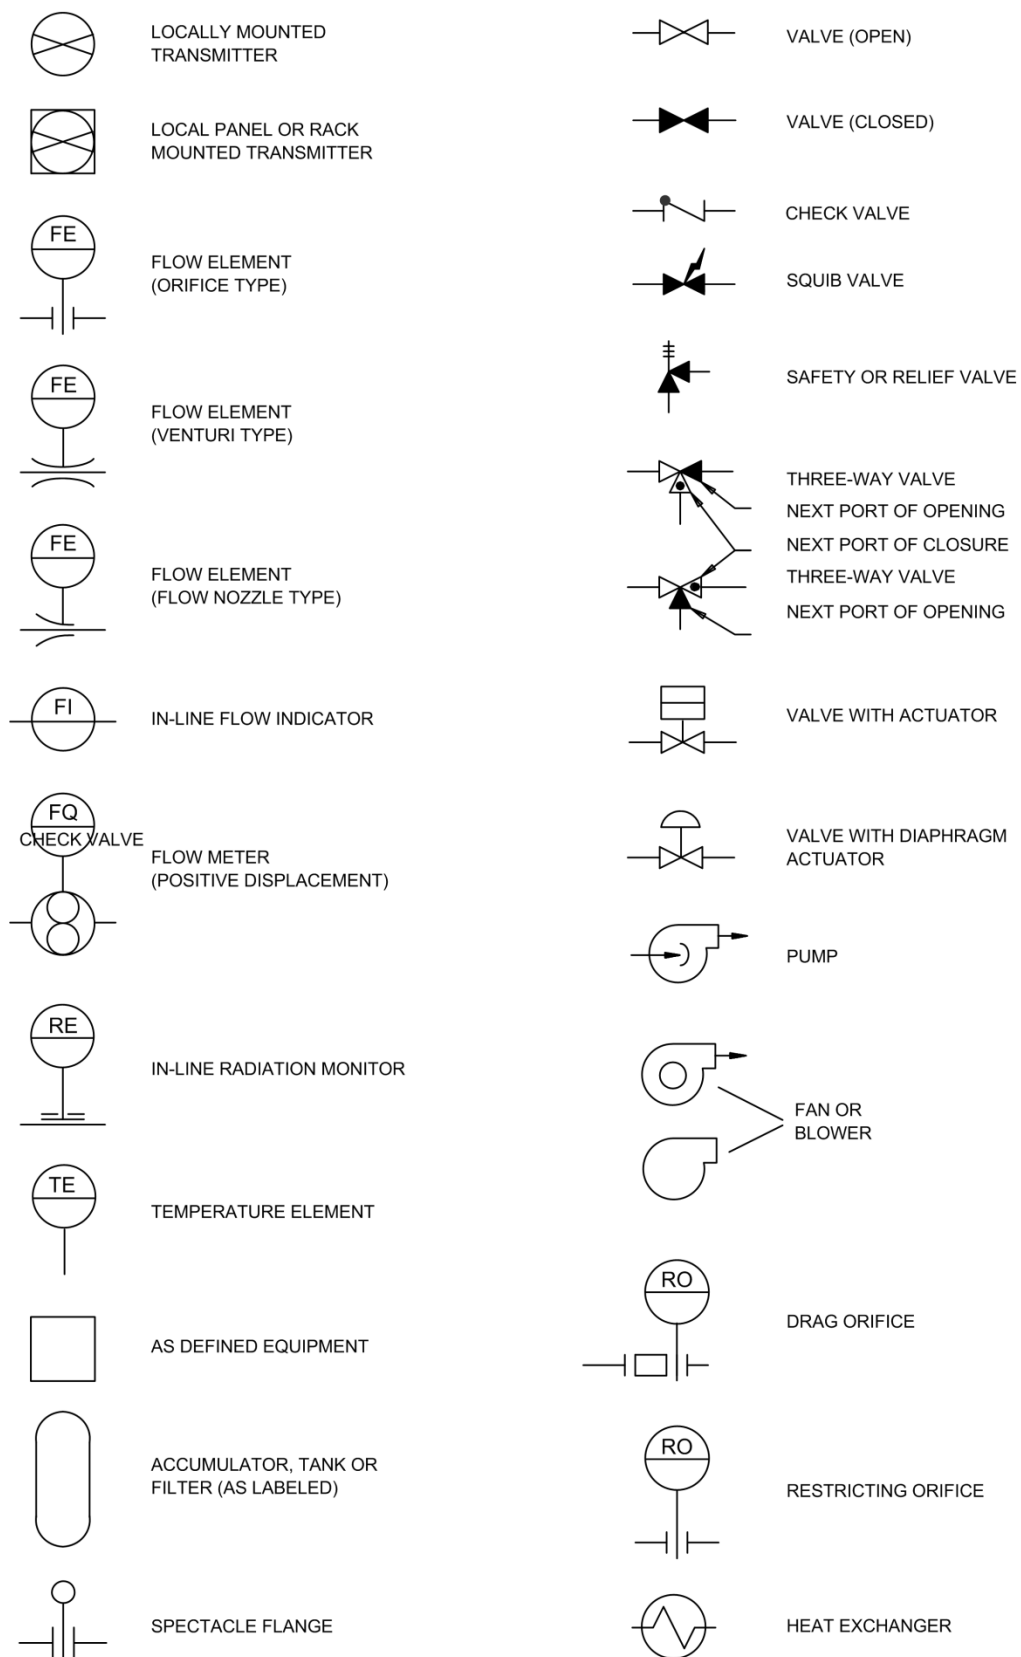 LOCALLY MOUNTED
TRANSMITTER
LOCAL PANEL OR RACK
MOUNTED TRANSMITTER
FE
FLOW ELEMENT
(ORIFICE TYPE)
FE
FLOW ELEMENT
(VENTURI TYPE)
FE
FLOW ELEMENT
(FLOW NOZZLE TYPE)
FI
IN-LINE FLOW INDICATOR
FQ
CHECK VALVE
FLOW METER
(POSITIVE DISPLACEMENT)
RE
IN-LINE RADIATION MONITOR
TE
TEMPERATURE ELEMENT
AS DEFINED EQUIPMENT
ACCUMULATOR, TANK OR
FILTER (AS LABELED)
SPECTACLE FLANGE
VALVE (OPEN)
VALVE (CLOSED)
CHECK VALVE
SQUIB VALVE
SAFETY OR RELIEF VALVE
THREE-WAY VALVE
NEXT PORT OF OPENING
NEXT PORT OF CLOSURE
THREE-WAY VALVE
NEXT PORT OF OPENING
VALVE WITH ACTUATOR
VALVE WITH DIAPHRAGM
ACTUATOR
PUMP
FAN OR
BLOWER
RO
DRAG ORIFICE
RO
RESTRICTING ORIFICE
HEAT EXCHANGER